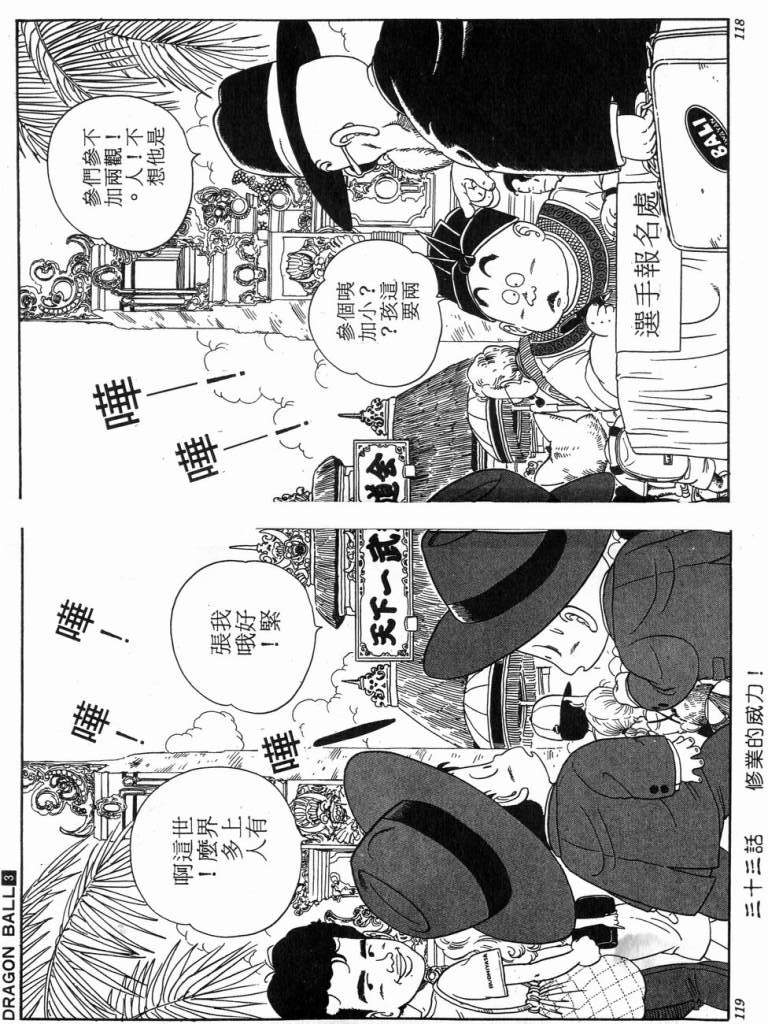 118
不！不是
參觀！他
們兩人想
參加。
咦？這兩
個小孩要
參加？
選手報名處
BALI
嘩—！
嘩—！
天下一武道会
我好緊
張哦！
嘩！
嘩！
嘩
世界上有
這麼多人
啊！
三十三話 修業的威力！
DRAGON BALL 3
119